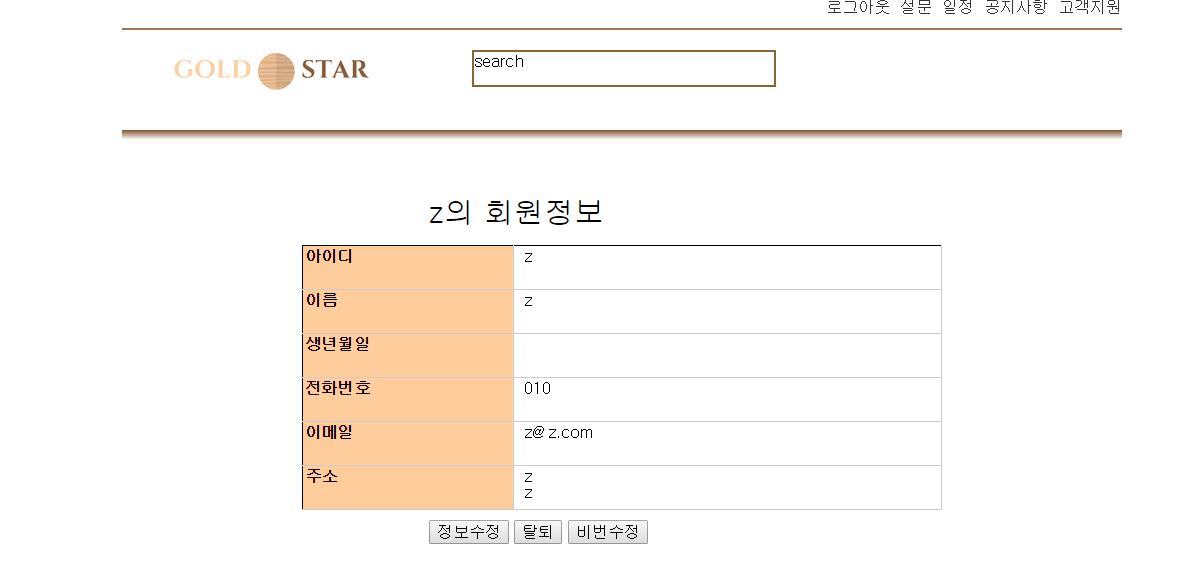 로그아웃 설문 일정 공지사항 고객지원
GOLD STAR
search
z의 회원정보
아이디 z
이름 z
생년월일
전화번호 010
이메일 z@z.com
주소 z
z
정보수정 탈퇴 비번수정